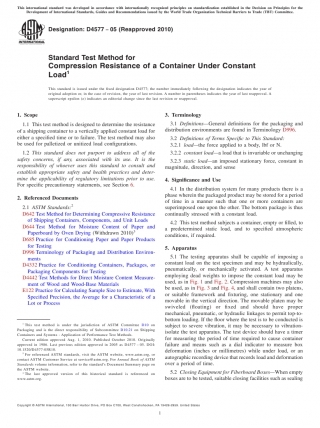 This international standard was developed in accordance with internationally recognized principles on standardization established in the Decision on Principles for the
Development of International Standards, Guides and Recommendations issued by the World Trade Organization Technical Barriers to Trade (TBT) Committee.
INTERNATIONAL
Designation: D4577 − 05 (Reapproved 2010)
Standard Test Method for
Compression Resistance of a Container Under Constant
Load1
This standard is issued under the fixed designation D4577; the number immediately following the designation indicates the year of
original adoption or, in the case of revision, the year of last revision. A number in parentheses indicates the year of last reapproval. A
superscript epsilon (ε) indicates an editorial change since the last revision or reapproval.
1. Scope
1.1 This test method is designed to determine the resistance
of a shipping container to a vertically applied constant load for
either a specified time or to failure. The test method may also
be used for palletized or unitized load configurations.
1.2 This standard does not purport to address all of the
safety concerns, if any, associated with its use. It is the
responsibility of whoever uses this standard to consult and
establish appropriate safety and health practices and deter-
mine the applicability of regulatory limitations prior to use.
For specific precautionary statements, see Section 6.
2. Referenced Documents
2.1 ASTM Standards:2
D642 Test Method for Determining Compressive Resistance
of Shipping Containers, Components, and Unit Loads
D644 Test Method for Moisture Content of Paper and
Paperboard by Oven Drying (Withdrawn 2010)3
D685 Practice for Conditioning Paper and Paper Products
for Testing
D996 Terminology of Packaging and Distribution Environ-
ments
D4332 Practice for Conditioning Containers, Packages, or
Packaging Components for Testing
D4442 Test Methods for Direct Moisture Content Measure-
ment of Wood and Wood-Base Materials
E122 Practice for Calculating Sample Size to Estimate, With
Specified Precision, the Average for a Characteristic of a
Lot or Process
1 This test method is under the jurisdiction of ASTM Committee D10 on
Packaging and is the direct responsibility of Subcommittee D10.21 on Shipping
Containers and Systems - Application of Performance Test Methods.
2 For referenced ASTM standards, visit the ASTM website, www.astm.org, or
contact ASTM Customer Service at service@astm.org. For Annual Book of ASTM
Standards volume information, refer to the standard's Document Summary page on
the ASTM website.
3 The last approved version of this historical standard is referenced on
www.astm.org.
3. Terminology
3.1 Definitions—General definitions for the packaging and
distribution environments are found in Terminology D996.
3.2 Definitions of Terms Specific to This Standard:
3.2.1 load—the force applied to a body, lbf or N.
3.2.2 constant load—a load that is invariable or unchanging
3.2.3 static load—an imposed stationary force, constant in
magnitude, direction, and sense
4. Significance and Use
4.1 In the distribution system for many products there is a
phase wherein the packaged product may be stored for a period
of time in a manner such that one or more containers are
superimposed one upon the other. The bottom package is thus
continually stressed with a constant load.
4.2 This test method subjects a container, empty or filled, to
a predetermined static load, and to specified atmospheric
conditions, if required.
5. Apparatus
5.1 The testing apparatus shall be capable of imposing a
constant load on the test specimen and may be hydraulically,
pneumatically, or mechanically activated. A test apparatus
employing dead weights to impose the constant load may be
used, as in Fig. 1 and Fig. 2. Compression machines may also
be used, as in Fig. 3 and Fig. 4, and shall contain two platens,
or suitable framework and fixturing, one stationary and one
movable in the vertical direction. The movable platen may be
swiveled (floating) or fixed and should have proper
mechanical, pneumatic, or hydraulic linkages to permit top-to-
bottom loading. If the floor where the test is to be conducted is
subject to severe vibration, it may be necessary to vibration-
isolate the test apparatus. The test device should have a timer
for measuring the period of time required to cause container
failure and means such as a dial indicator to measure box
deformation (inches or millimetres) while under load, or an
autographic recording device that records load and deformations
over a period of time.
5.2 Closing Equipment for Fiberboard Boxes—When empty
boxes are to be tested, suitable closing facilities such as sealing
Copyright © ASTM International, 100 Barr Harbor Drive, PO Box C700, West Conshohocken, PA 19428-2959. United States
1